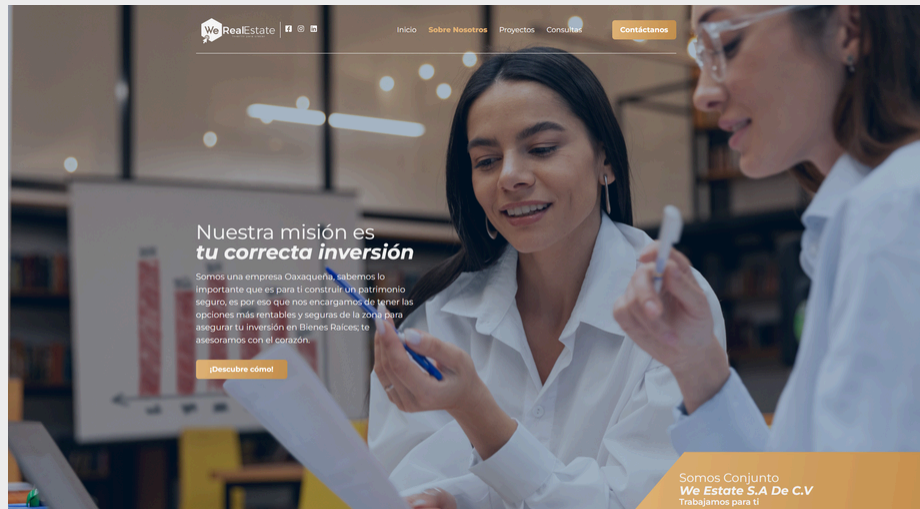 We RealEstate
Inicio Sobre Nosotros Proyectos Consultas Contáctanos
Nuestra misión es
tu correcta inversión
Somos una empresa Oaxaqueña, sabemos lo
importante que es para ti construir un patrimonio
seguro, es por eso que nos encargamos de tener las
opciones más rentables y seguras de la zona para
asegurar tu inversión en Bienes Raíces; te
asesoramos con el corazón.
¡Descubre cómo!
Somos Conjunto
We Estate S.A De C.V
Trabajamos para ti